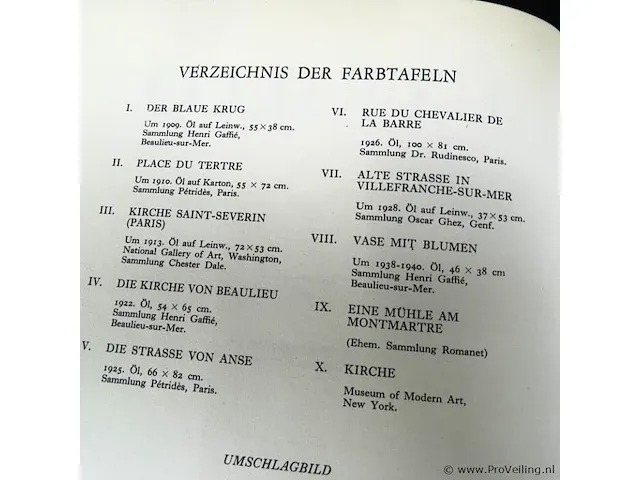 VERZEICHNIS DER FARBTAFELN
I. DER BLAUE KRUG
Um 1909. Öl auf Leinw., 55 × 38 cm.
Sammlung Henri Gaffié,
Beaulieu-sur-Mer.
II. PLACE DU TERTRE
Um 1910. Öl auf Karton, 55 × 72 cm.
Sammlung Pétridès, Paris.
III. KIRCHE SAINT-SEVERIN
(PARIS)
Um 1913. Öl auf Leinw., 72 × 53 cm.
National Gallery of Art, Washington,
Sammlung Chester Dale.
IV. DIE KIRCHE VON BEAULIEU
1922. Öl, 54 × 65 cm.
Sammlung Henri Gaffié,
Beaulieu-sur-Mer.
V. DIE STRASSE VON ANSE
1925. Öl, 66 × 82 cm.
Sammlung Pétridès, Paris.
VI. RUE DU CHEVALIER DE
LA BARRE
1926. Öl, 100 × 81 cm.
Sammlung Dr. Rudinesco, Paris.
VII. ALTE STRASSE IN
VILLEFRANCHE-SUR-MER
Um 1928. Öl auf Leinw., 37 × 53 cm.
Sammlung Oscar Ghez, Genf.
VIII. VASE MIT BLUMEN
Um 1938-1940. Öl, 46 × 38 cm
Sammlung Henri Gaffié,
Beaulieu-sur-Mer.
IX. EINE MÜHLE AM
MONTMARTRE
(Ehem. Sammlung Romanet)
X. KIRCHE
Museum of Modern Art,
New York.
UMSCHLAGBILD
© www.ProVeiling.nl